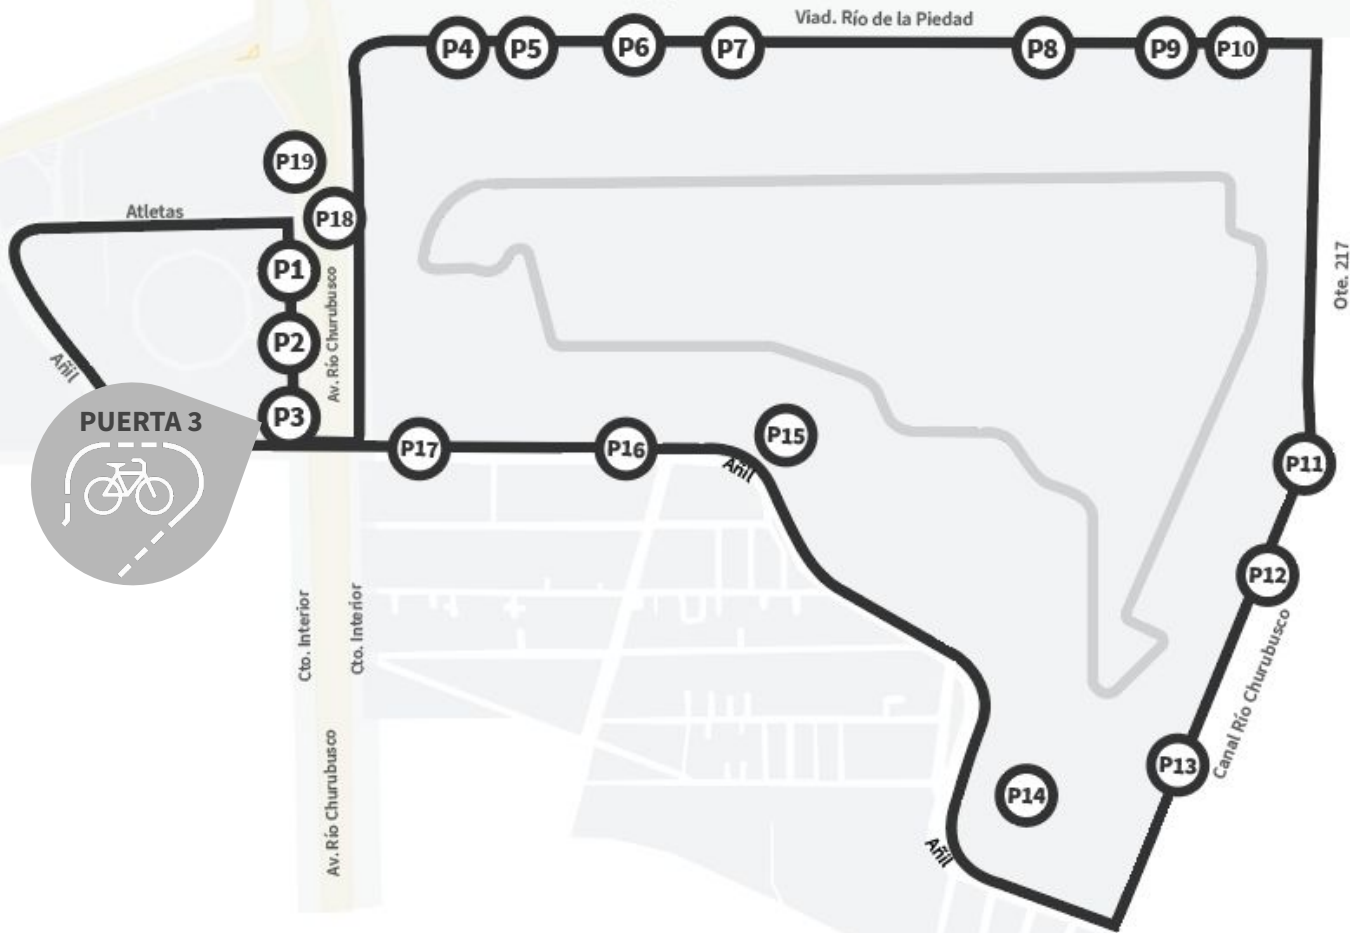 Viad. Río de la Piedad
P4
P5
P6
P7
P8
P9
P10
P19
Atletas
P18
P1
Av. Río Churubusco
Ote. 217
P2
Añil
P3
PUERTA 3
P17
P16
P15
Añil
P11
P12
Cto. Interior
Cto. Interior
Canal Río Churubusco
P13
P14
Av. Río Churubusco
Añil